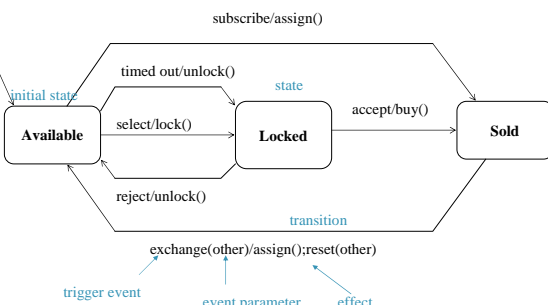 subscribe/assign()
timed out/unlock()
initial state
state
accept/buy()
select/lock()
Available
Locked
Sold
reject/unlock()
transition
exchange(other)/assign();reset(other)
trigger event
event parameter
effect